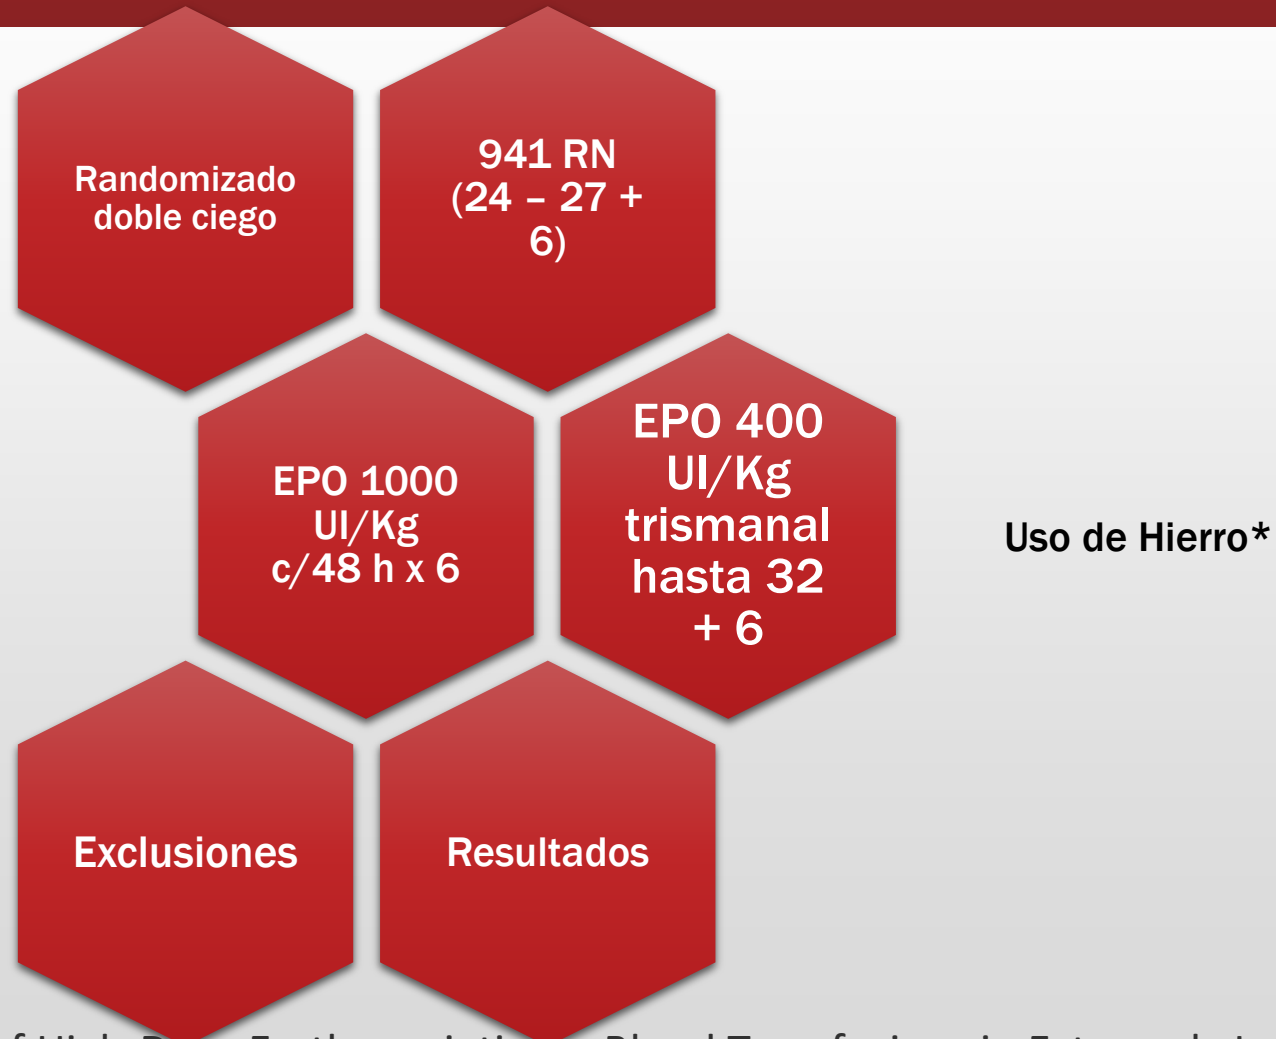 Randomizado
doble ciego
941 RN
(24 – 27 +
6)
EPO 1000
UI/Kg
c/48 h x 6
EPO 400
UI/Kg
trismanal
hasta 32
+ 6
Uso de Hierro*
Exclusiones
Resultados